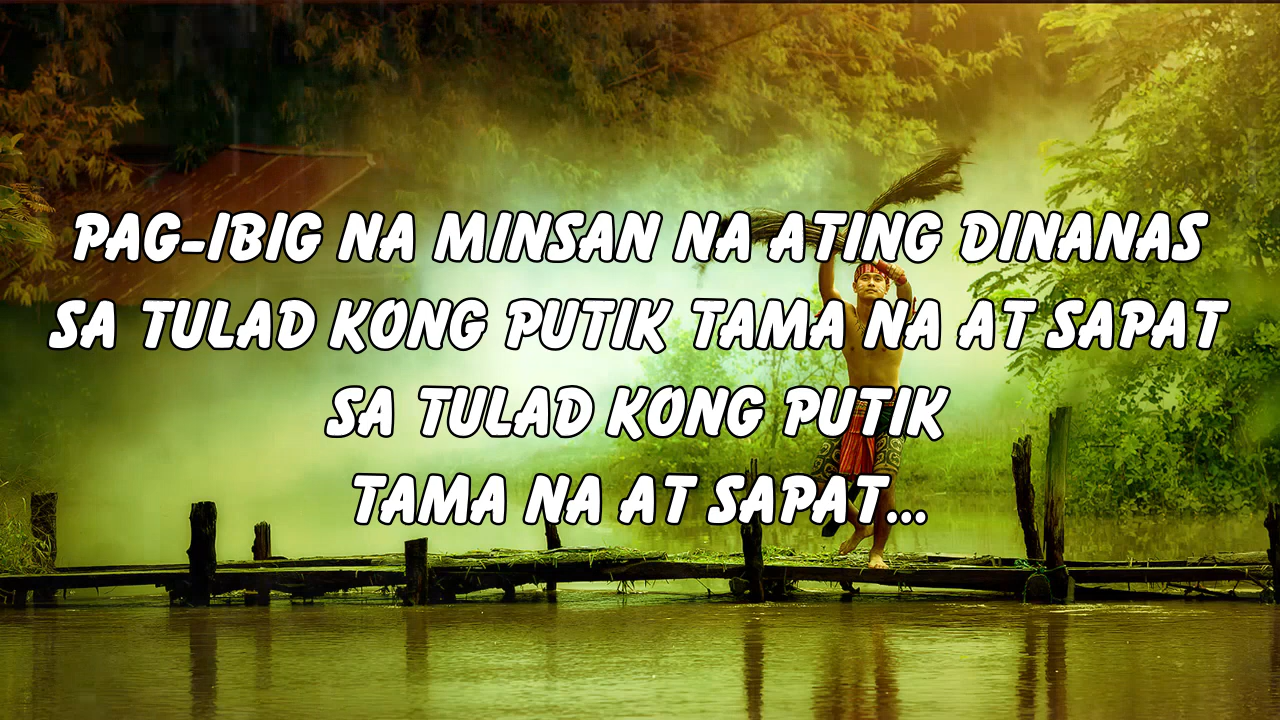 PAG-IBIG NA MINSAN NA ATING DINANAS
SA TULAD KONG PUTIK TAMA NA AT SAPAT
SA TULAD KONG PUTIK
TAMA NA AT SAPAT...